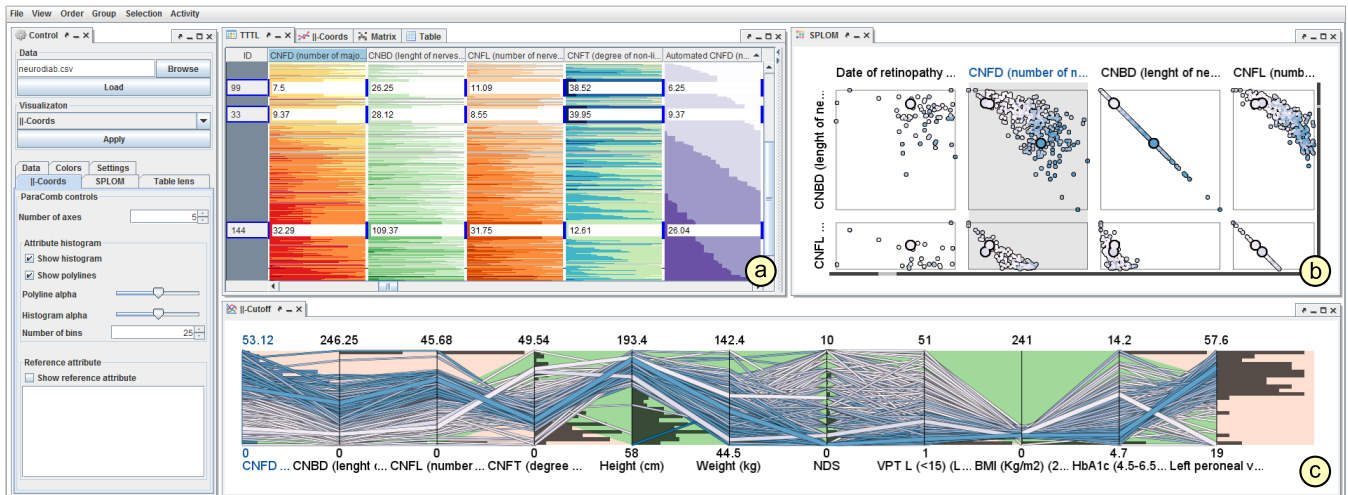 File View Order Group Selection Activity
Control
Data
neurodiab.csv Browse
Load
Visualizaton
||-Coords
Apply
Data Colors Settings
||-Coords SPLOM Table lens
ParaComb controls
Number of axes 5
Attribute histogram
Show histogram
Show polylines
Polyline alpha
Histogram alpha
Number of bins 25
Reference attribute
Show reference attribute
TTTL ||-Coords Matrix Table
ID CNFD (number of majo... CNBD (lenght of nerves... CNFL (number of nerve... CNFT (degree of non-li... Automated CNFD (n...
99 7.5 26.25 11.09 38.52 6.25
33 9.37 28.12 8.55 39.95 9.37
144 32.29 109.37 31.75 12.61 26.04
a
SPLOM
Date of retinopathy ... CNFD (number of n... CNBD (lenght of ne... CNFL (numb...
CNBD (lenght of ne...
CNFL ...
b
||-Cutoff
53.12 246.25 45.68 49.54 193.4 142.4 10 51 241 14.2 57.6
0 0 0 0 58 44.5 0 1 0 4.7 19
CNFD ... CNBD (lenght (... CNFL (number ... CNFT (degree ... Height (cm) Weight (kg) NDS VPT L (<15) (L... BMI (Kg/m2) (2... HbA1c (4.5-6.5... Left peroneal v...
c